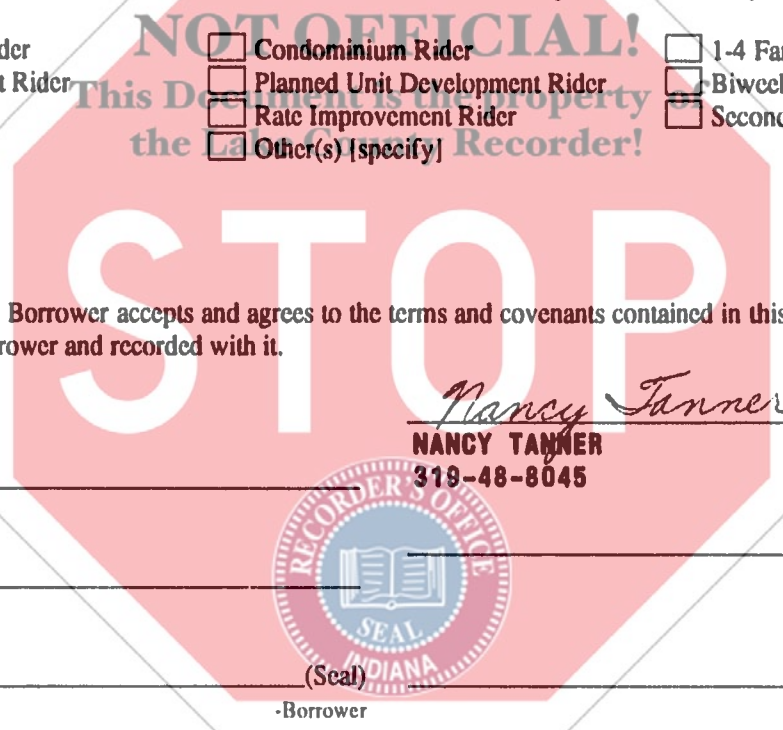 NOT OFFICIAL!
This Document is the property of
the Lake County Recorder!
STOP
der
Condominium Rider
1-4 Fa
t Rider
Planned Unit Development Rider
Biweek
Rate Improvement Rider
Second
Other(s) [specify]
Borrower accepts and agrees to the terms and covenants contained in this
rower and recorded with it.
Nancy Tanner
NANCY TANNER
319-48-8045
RECORDER'S OFFICE
SEAL
INDIANA
(Seal)
-Borrower